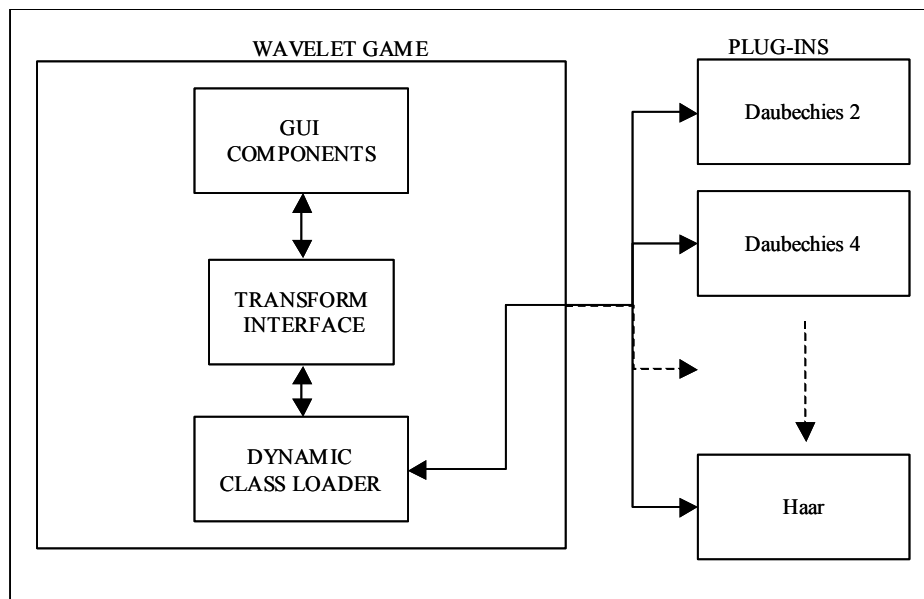 WAVELET GAME
GUI
COMPONENTS
TRANSFORM
INTERFACE
DYNAMIC
CLASS LOADER
PLUG-INS
Daubechies 2
Daubechies 4
Haar